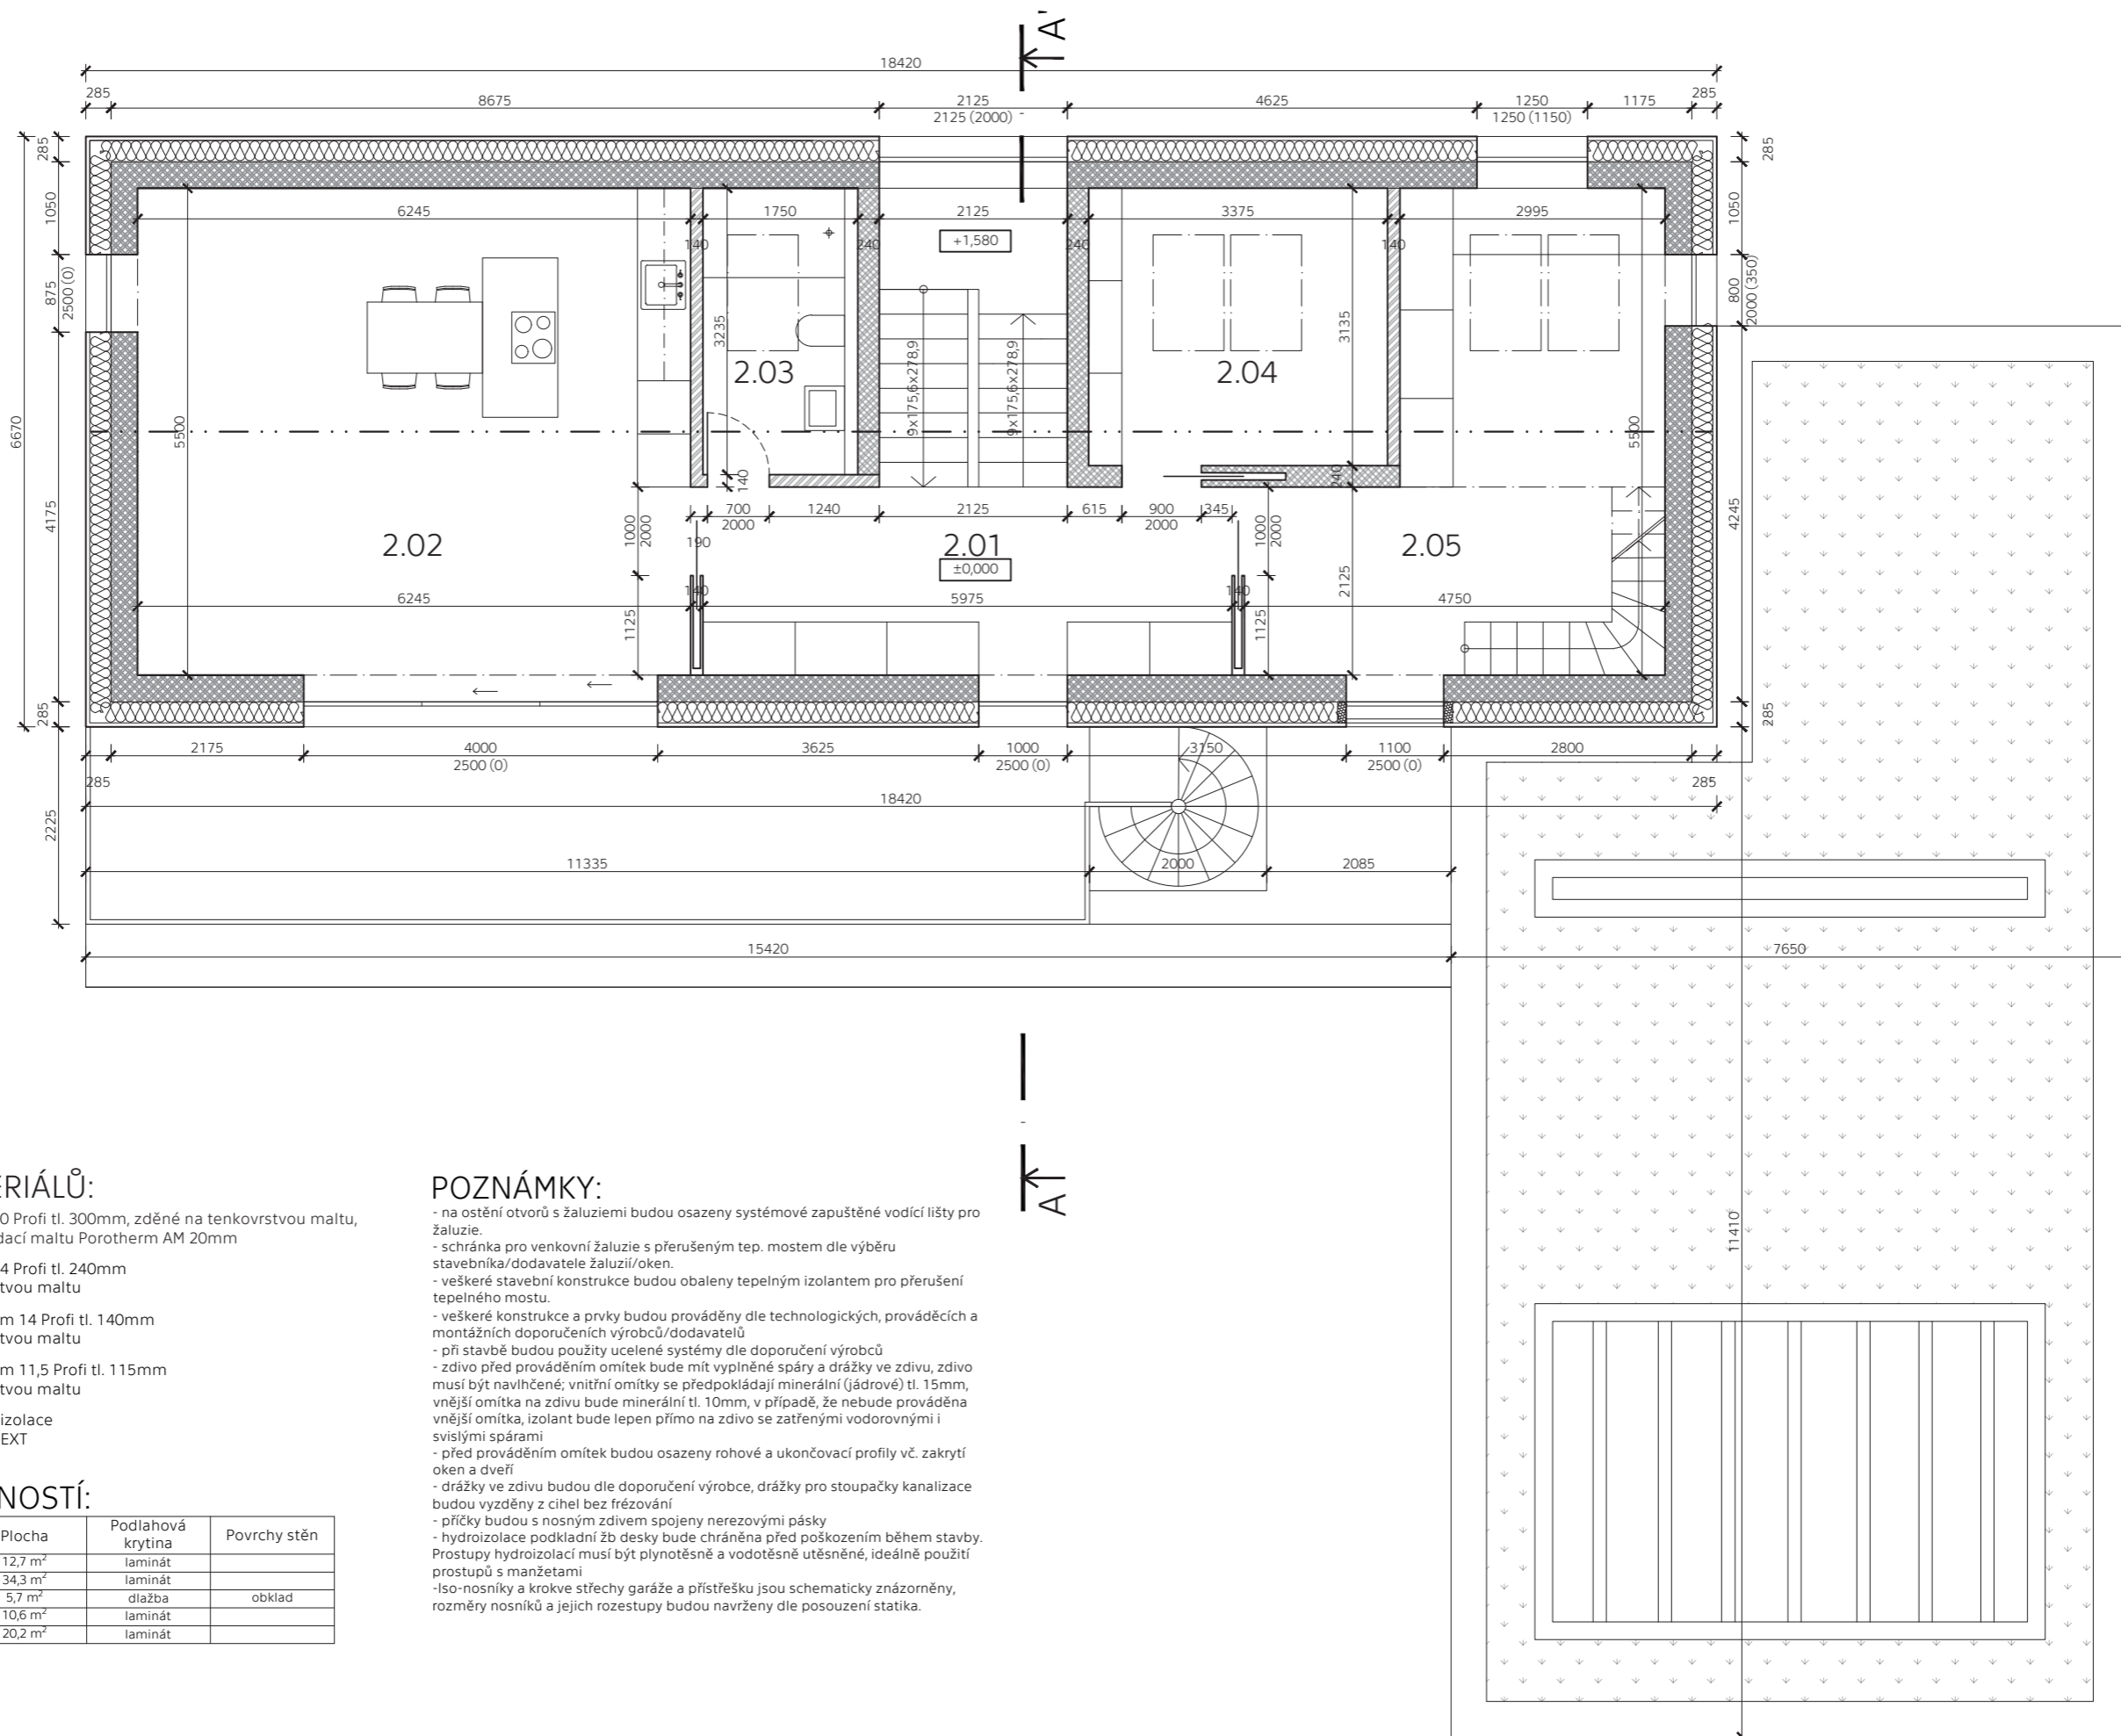 A'
18420
285
8675
2125
4625
1250
1175
285
2125 (2000)
1250 (1150)
285
285
1050
1050
6245
1750
2125
3375
2995
140
240
+1,580
240
140
875
2500 (0)
800
2000 (350)
3235
3135
9x175,6x278,9
9x175,6x278,9
2.03
2.04
6670
5500
5500
140
240
4175
4245
1000
2000
700
2000
1240
2125
615
900
2000
345
1000
2000
190
2.02
2.01
±0,000
2.05
2125
6245
140
5975
140
4750
1125
1125
285
285
2175
4000
3625
1000
3150
1100
2800
2500 (0)
2500 (0)
2500 (0)
285
285
18420
2225
11335
2000
2085
15420
7650
11410
A
ERIÁLŮ:
0 Profi tl. 300mm, zděné na tenkovrstvou maltu,
dací maltu Porotherm AM 20mm
4 Profi tl. 240mm
tvou maltu
m 14 Profi tl. 140mm
tvou maltu
m 11,5 Profi tl. 115mm
tvou maltu
izolace
EXT
NOSTÍ:
Plocha Podlahová krytina Povrchy stěn
12,7 m² laminát
34,3 m² laminát
5,7 m² dlažba obklad
10,6 m² laminát
20,2 m² laminát
POZNÁMKY:
- na ostění otvorů s žaluziemi budou osazeny systémové zapuštěné vodící lišty pro
žaluzie.
- schránka pro venkovní žaluzie s přerušeným tep. mostem dle výběru
stavebníka/dodavatele žaluzií/oken.
- veškeré stavební konstrukce budou obaleny tepelným izolantem pro přerušení
tepelného mostu.
- veškeré konstrukce a prvky budou prováděny dle technologických, prováděcích a
montážních doporučeních výrobců/dodavatelů
- při stavbě budou použity ucelené systémy dle doporučení výrobců
- zdivo před prováděním omítek bude mít vyplněné spáry a drážky ve zdivu, zdivo
musí být navlhčené; vnitřní omítky se předpokládají minerální (jádrové) tl. 15mm,
vnější omítka na zdivu bude minerální tl. 10mm, v případě, že nebude prováděna
vnější omítka, izolant bude lepen přímo na zdivo se zatřenými vodorovnými i
svislými spárami
- před prováděním omítek budou osazeny rohové a ukončovací profily vč. zakrytí
oken a dveří
- drážky ve zdivu budou dle doporučení výrobce, drážky pro stoupačky kanalizace
budou vyzděny z cihel bez frézování
- příčky budou s nosným zdivem spojeny nerezovými pásky
- hydroizolace podkladní žb desky bude chráněna před poškozením během stavby.
Prostupy hydroizolací musí být plynotěsně a vodotěsně utěsněné, ideálně použití
prostupů s manžetami
-Iso-nosníky a krokve střechy garáže a přístřešku jsou schematicky znázorněny,
rozměry nosníků a jejich rozestupy budou navrženy dle posouzení statika.